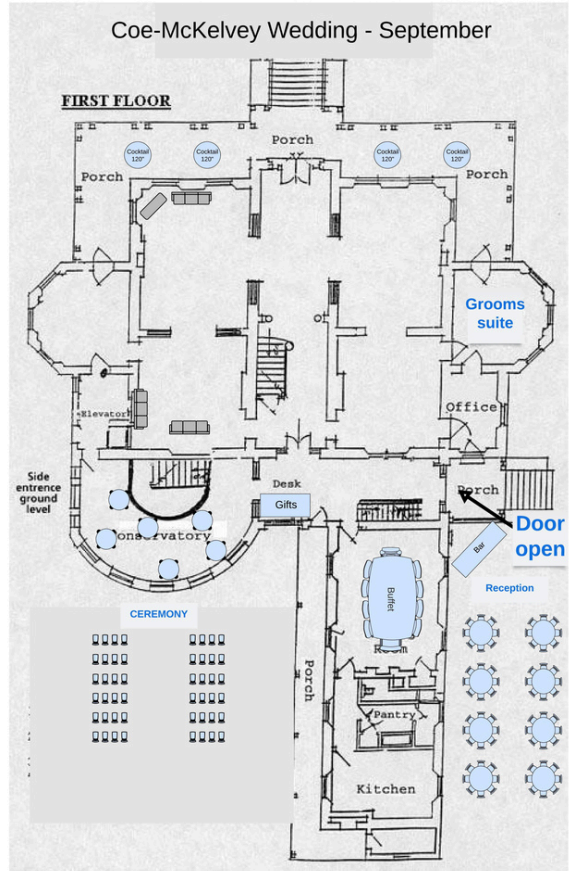 Coe-McKelvey Wedding - September
FIRST FLOOR
Porch
Cocktail
120"
Cocktail
120"
Cocktail
120"
Cocktail
120"
Porch
Porch
Grooms
suite
Elevator
Office
Side
entrence
ground
level
Desk
Gifts
Porch
onservatory
Door
open
Bar
Reception
Buffet
CEREMONY
Room
Porch
Pantry
Kitchen